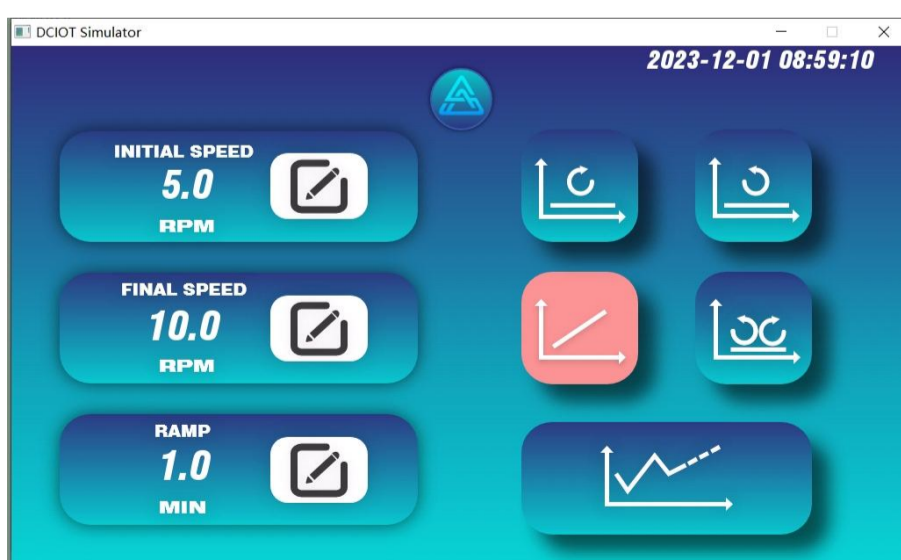 DCIOT Simulator
2023-12-01 08:59:10
INITIAL SPEED
5.0
RPM
FINAL SPEED
10.0
RPM
RAMP
1.0
MIN